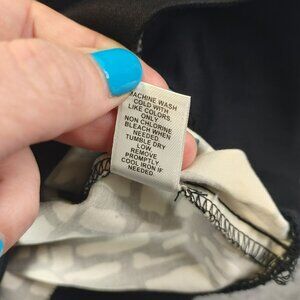 MACHINE WASH
COLD WITH
LIKE COLORS
ONLY
NON CHLORINE
BLEACH WHEN
NEEDED
TUMBLE DRY
LOW
REMOVE
PROMPTLY
COOL IRON IF
NEEDED